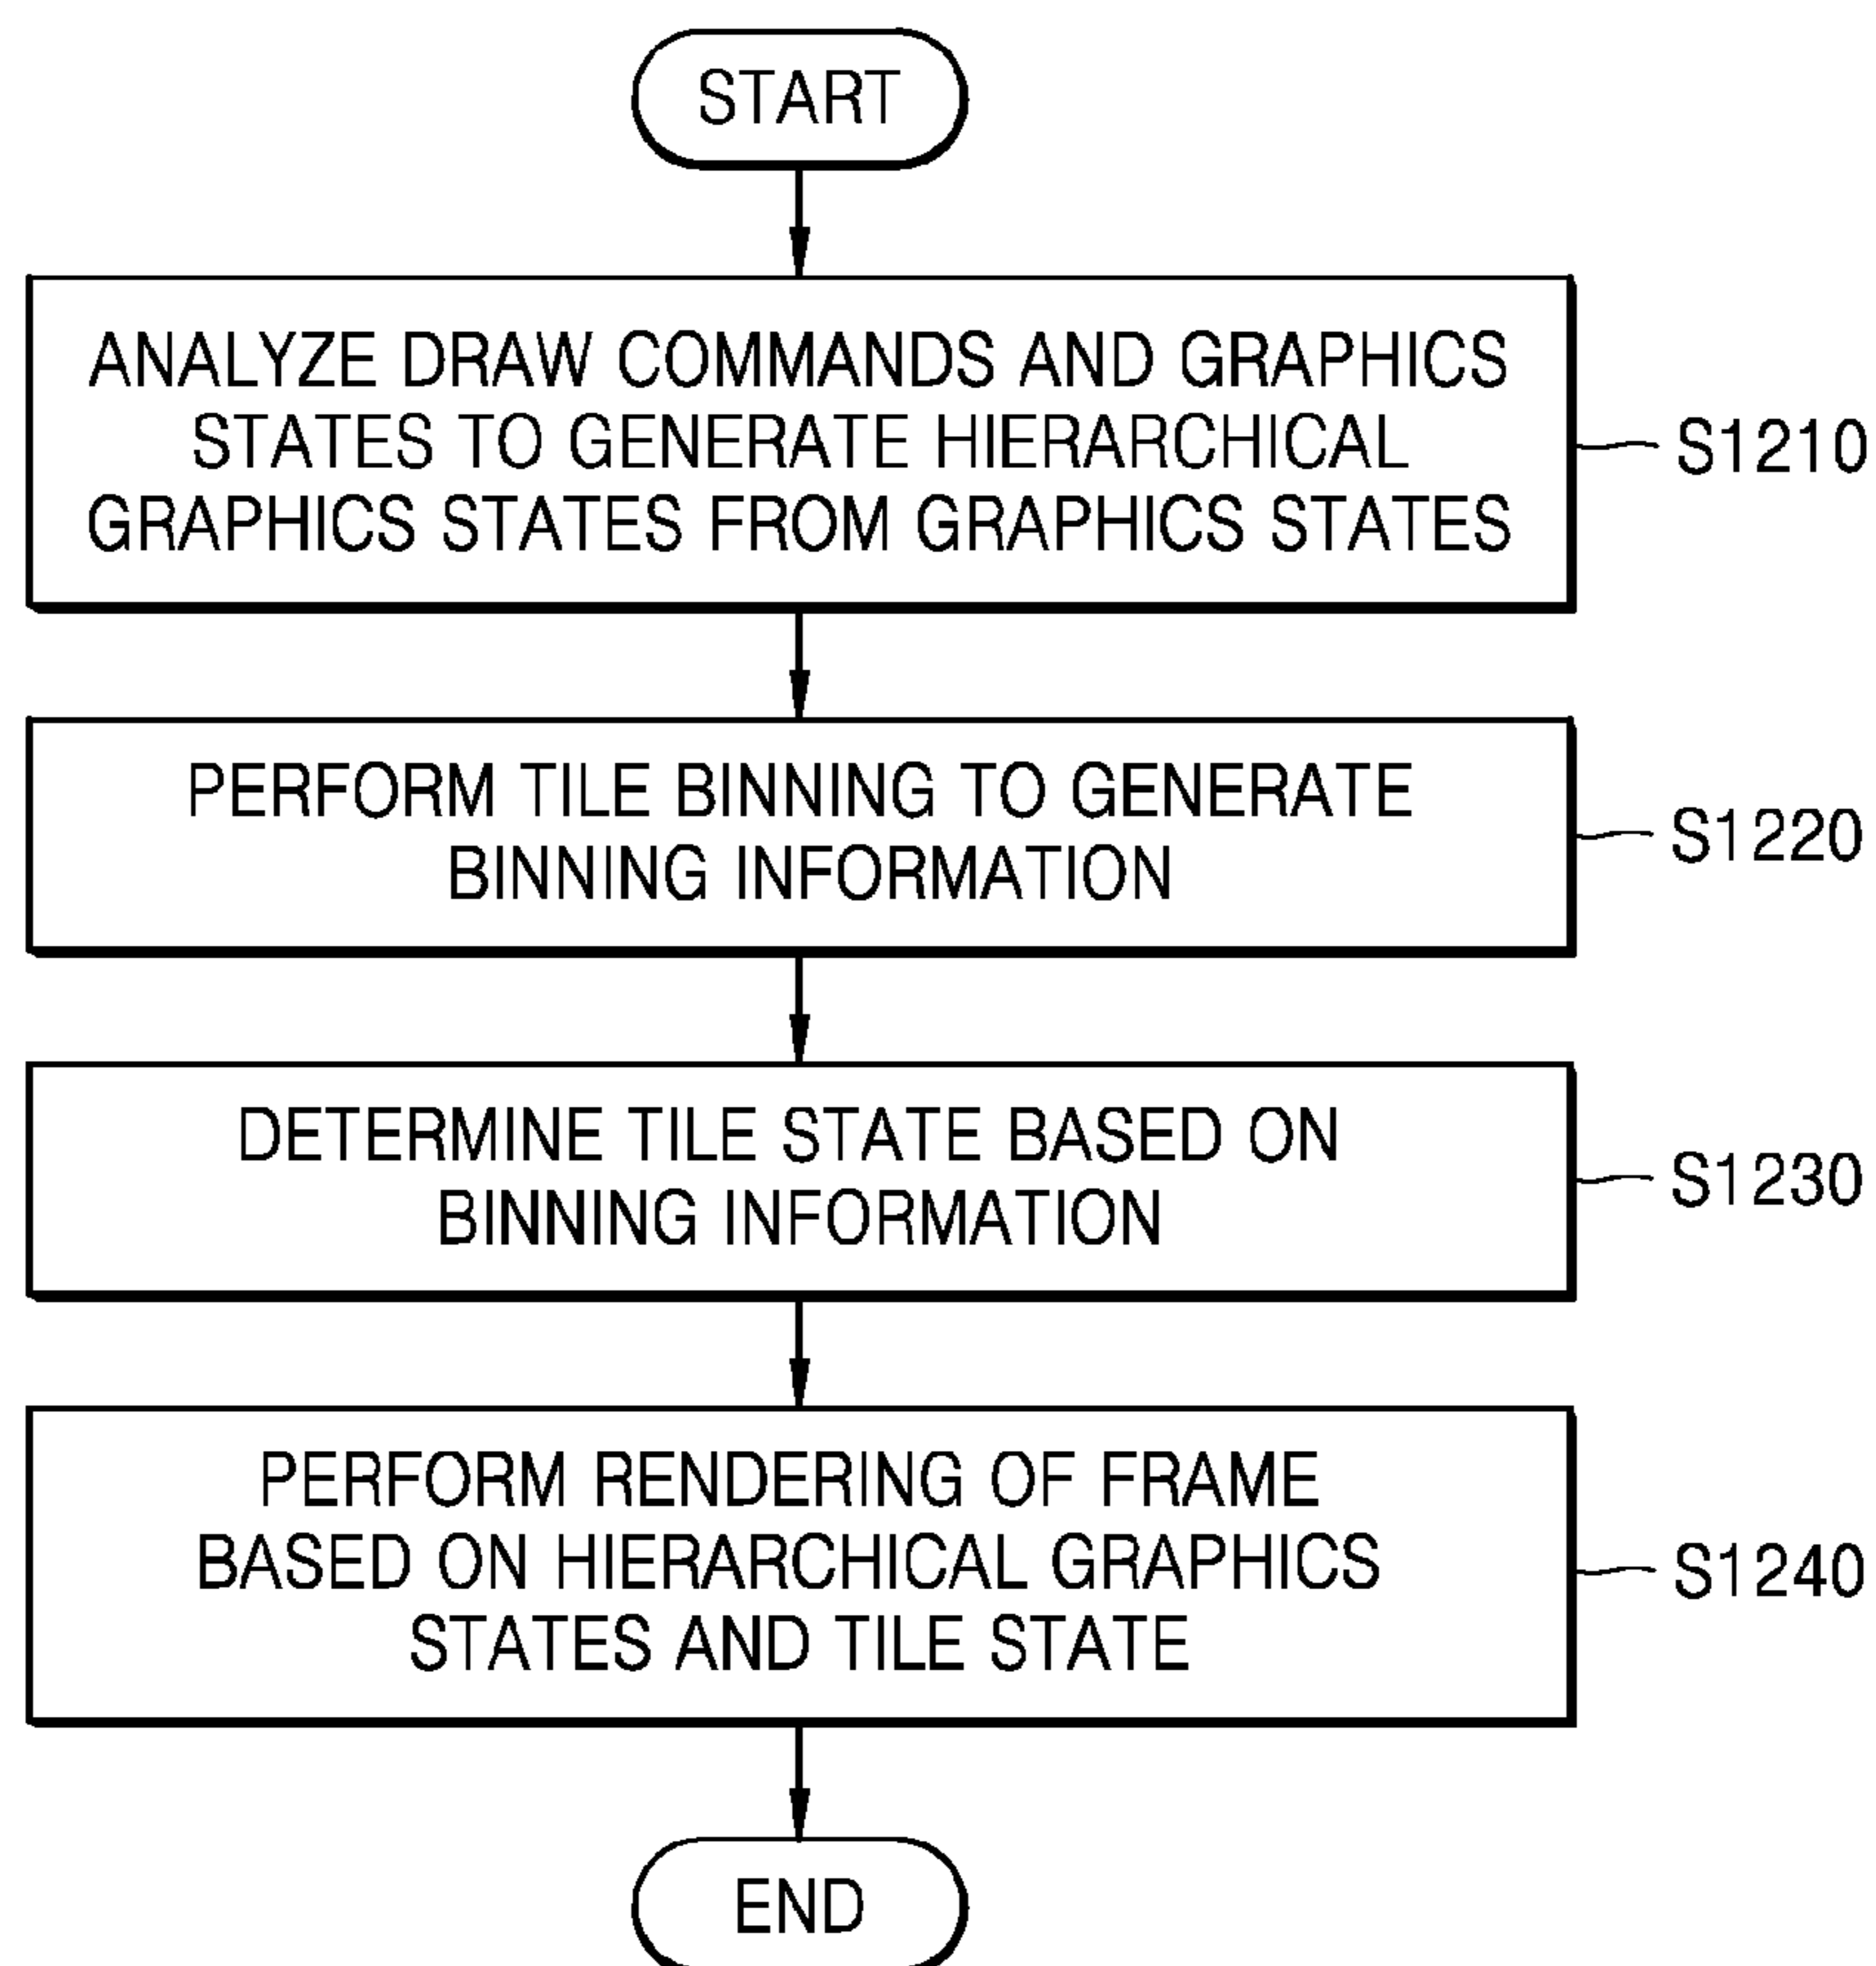 START
ANALYZE DRAW COMMANDS AND GRAPHICS
STATES TO GENERATE HIERARCHICAL
GRAPHICS STATES FROM GRAPHICS STATES
S1210
PERFORM TILE BINNING TO GENERATE
BINNING INFORMATION
S1220
DETERMINE TILE STATE BASED ON
BINNING INFORMATION
S1230
PERFORM RENDERING OF FRAME
BASED ON HIERARCHICAL GRAPHICS
STATES AND TILE STATE
S1240
END